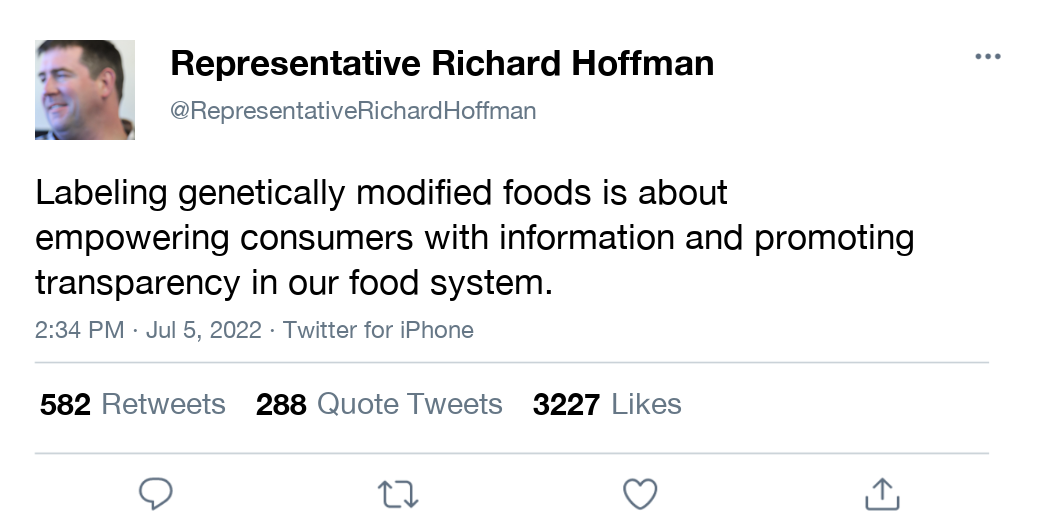 Representative Richard Hoffman
@RepresentativeRichardHoffman
Labeling genetically modified foods is about
empowering consumers with information and promoting
transparency in our food system.
2:34 PM · Jul 5, 2022 · Twitter for iPhone
582 Retweets 288 Quote Tweets 3227 Likes